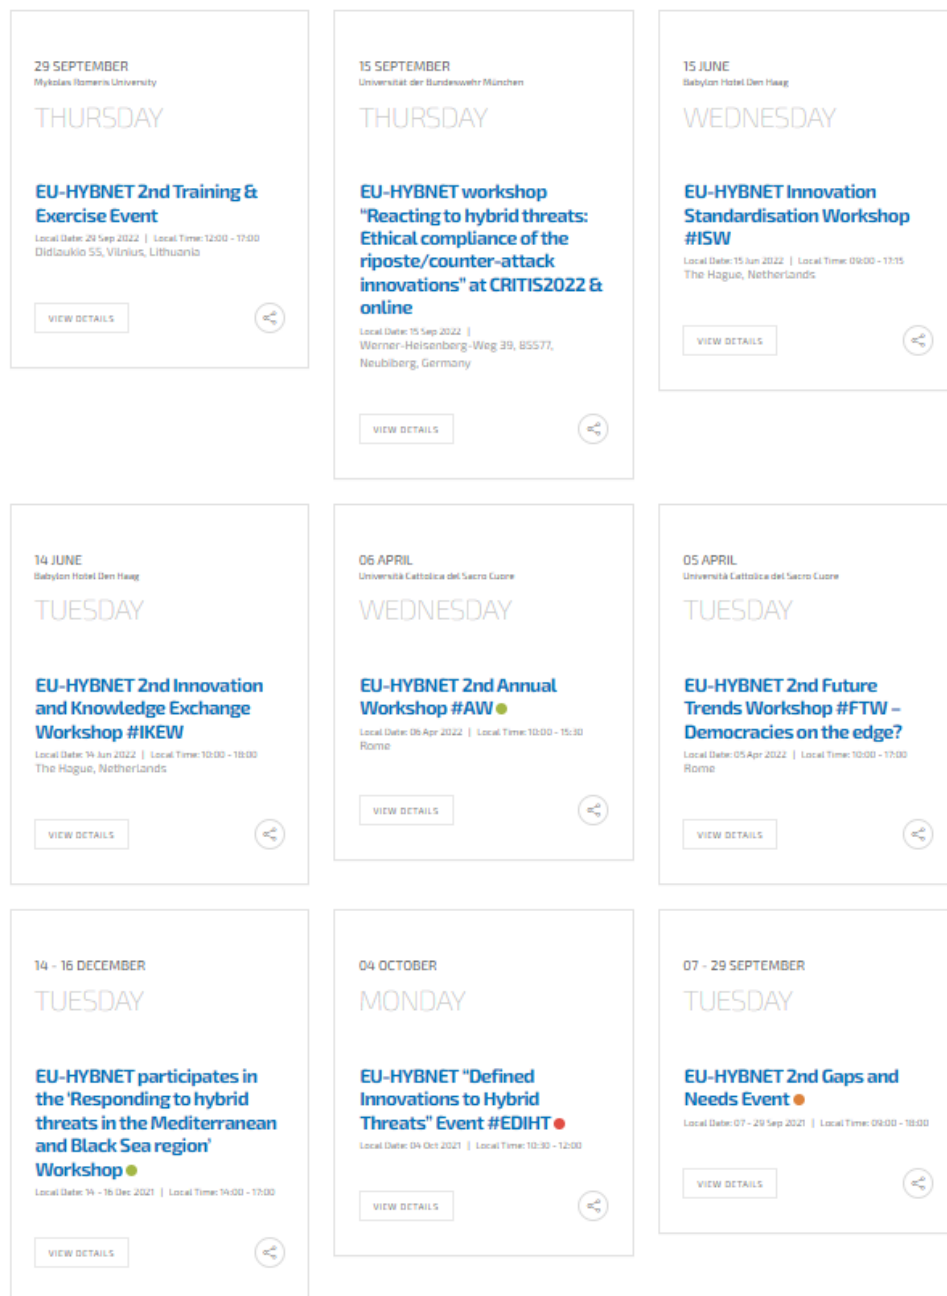 29 SEPTEMBER
Mykolas Romeris University
THURSDAY
EU-HYBNET 2nd Training &
Exercise Event
Local Date: 29 Sep 2022 | Local Time: 12:00 - 17:00
Didlaukio 55, Vilnius, Lithuania
VIEW DETAILS
15 SEPTEMBER
Universität der Bundeswehr München
THURSDAY
EU-HYBNET workshop
“Reacting to hybrid threats:
Ethical compliance of the
riposte/counter-attack
innovations” at CRITIS2022 &
online
Local Date: 15 Sep 2022 |
Werner-Heisenberg-Weg 39, 85577,
Neubiberg, Germany
VIEW DETAILS
15 JUNE
Babylon Hotel Den Haag
WEDNESDAY
EU-HYBNET Innovation
Standardisation Workshop
#ISW
Local Date: 15 Jun 2022 | Local Time: 09:00 - 17:15
The Hague, Netherlands
VIEW DETAILS
14 JUNE
Babylon Hotel Den Haag
TUESDAY
EU-HYBNET 2nd Innovation
and Knowledge Exchange
Workshop #IKEW
Local Date: 14 Jun 2022 | Local Time: 10:00 - 18:00
The Hague, Netherlands
VIEW DETAILS
06 APRIL
Università Cattolica del Sacro Cuore
WEDNESDAY
EU-HYBNET 2nd Annual
Workshop #AW
Local Date: 06 Apr 2022 | Local Time: 10:00 - 15:30
Rome
VIEW DETAILS
05 APRIL
Università Cattolica del Sacro Cuore
TUESDAY
EU-HYBNET 2nd Future
Trends Workshop #FTW –
Democracies on the edge?
Local Date: 05 Apr 2022 | Local Time: 10:00 - 17:00
Rome
VIEW DETAILS
14 - 16 DECEMBER
TUESDAY
EU-HYBNET participates in
the ‘Responding to hybrid
threats in the Mediterranean
and Black Sea region’
Workshop
Local Date: 14 - 16 Dec 2021 | Local Time: 14:00 - 17:00
VIEW DETAILS
04 OCTOBER
MONDAY
EU-HYBNET “Defined
Innovations to Hybrid
Threats” Event #EDIHT
Local Date: 04 Oct 2021 | Local Time: 10:30 - 12:00
VIEW DETAILS
07 - 29 SEPTEMBER
TUESDAY
EU-HYBNET 2nd Gaps and
Needs Event
Local Date: 07 - 29 Sep 2021 | Local Time: 09:00 - 18:00
VIEW DETAILS